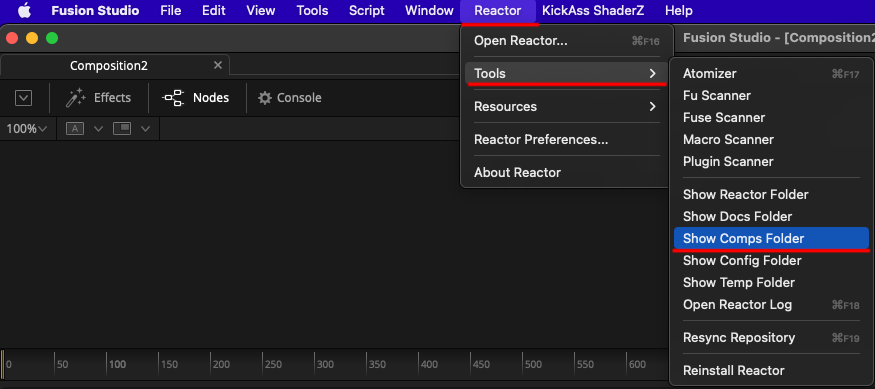 Fusion Studio File Edit View Tools Script Window Reactor KickAss ShaderZ Help
Fusion Studio - [Composition2
Open Reactor... ⌘F16
Composition2
Tools
Atomizer ⌘F17
Fu Scanner
Effects Nodes Console
Resources
Fuse Scanner
100%
A
Reactor Preferences...
Macro Scanner
Plugin Scanner
About Reactor
Show Reactor Folder
Show Docs Folder
Show Comps Folder
Show Config Folder
Show Temp Folder
Open Reactor Log ⌘F18
Resync Repository ⌘F19
0 50 100 150 200 250 300 350 400 450 500 550 600
Reinstall Reactor